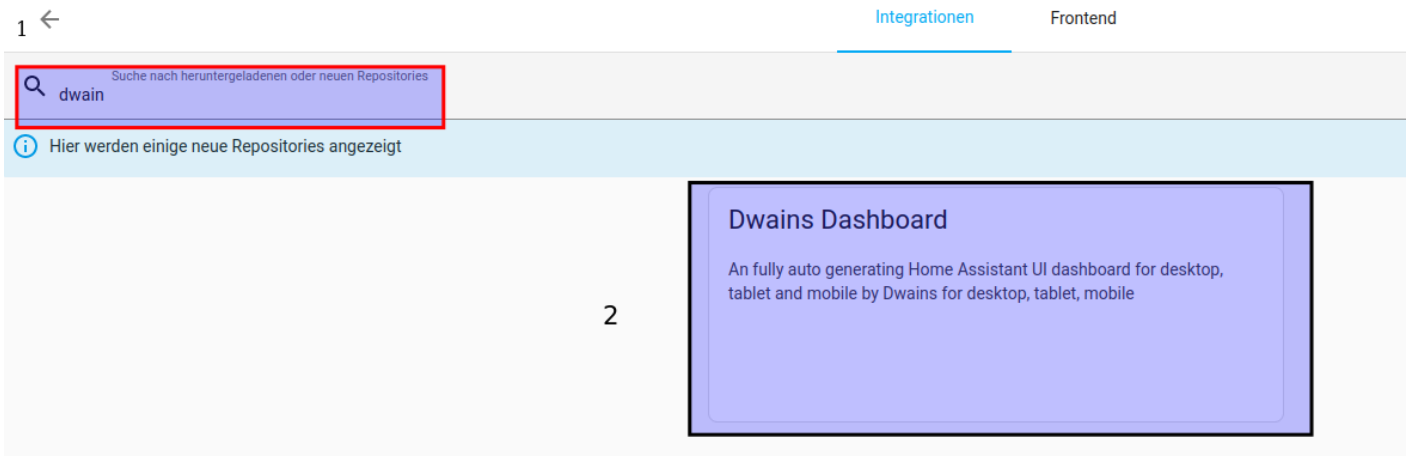 1
Integrationen Frontend
Suche nach heruntergeladenen oder neuen Repositories
dwain
Hier werden einige neue Repositories angezeigt
Dwains Dashboard
An fully auto generating Home Assistant UI dashboard for desktop,
tablet and mobile by Dwains for desktop, tablet, mobile
2